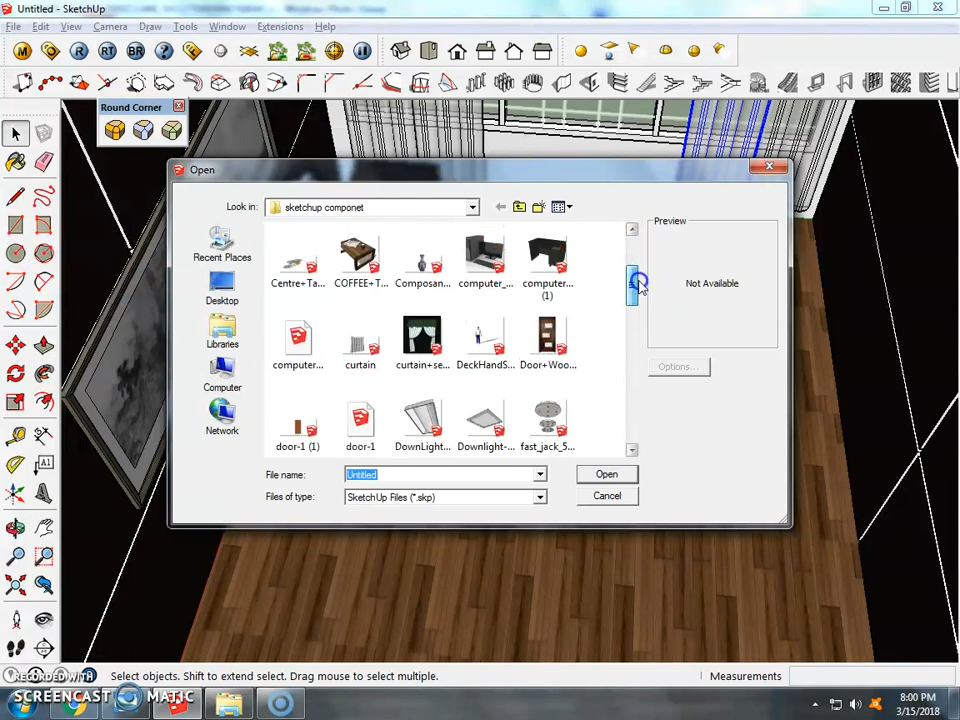 Untitled - SketchUp
File Edit View Camera Draw Tools Window Extensions Help
M R RT BR ?
Round Corner
Open
Look in: sketchup componet
Recent Places
Desktop
Libraries
Computer
Network
Centre+Ta... COFFEE+T... Composan... computer_... computer... (1)
computer... curtain curtain+se... DeckHandS... Door+Woo...
door-1 (1) door-1 DownLight... Downlight-... fast_jack_5...
Preview
Not Available
Options...
File name: Untitled Open
Files of type: SketchUp Files (*.skp) Cancel
A1
Select objects. Shift to extend select. Drag mouse to select multiple. Measurements
RECORDED WITH
SCREENCAST MATIC
8:00 PM
3/15/2018